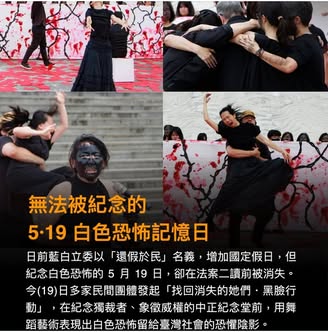 無法被紀念的
5·19 白色恐怖記憶日
日前藍白立委以「還假於民」名義，增加國定假日，但
紀念白色恐怖的 5 月 19 日，卻在法案二讀前被消失。
今(19)日多家民間團體發起「找回消失的她們．黑臉行
動」，在紀念獨裁者、象徵威權的中正紀念堂前，用舞
蹈藝術表現出白色恐怖留給臺灣社會的恐懼陰影。